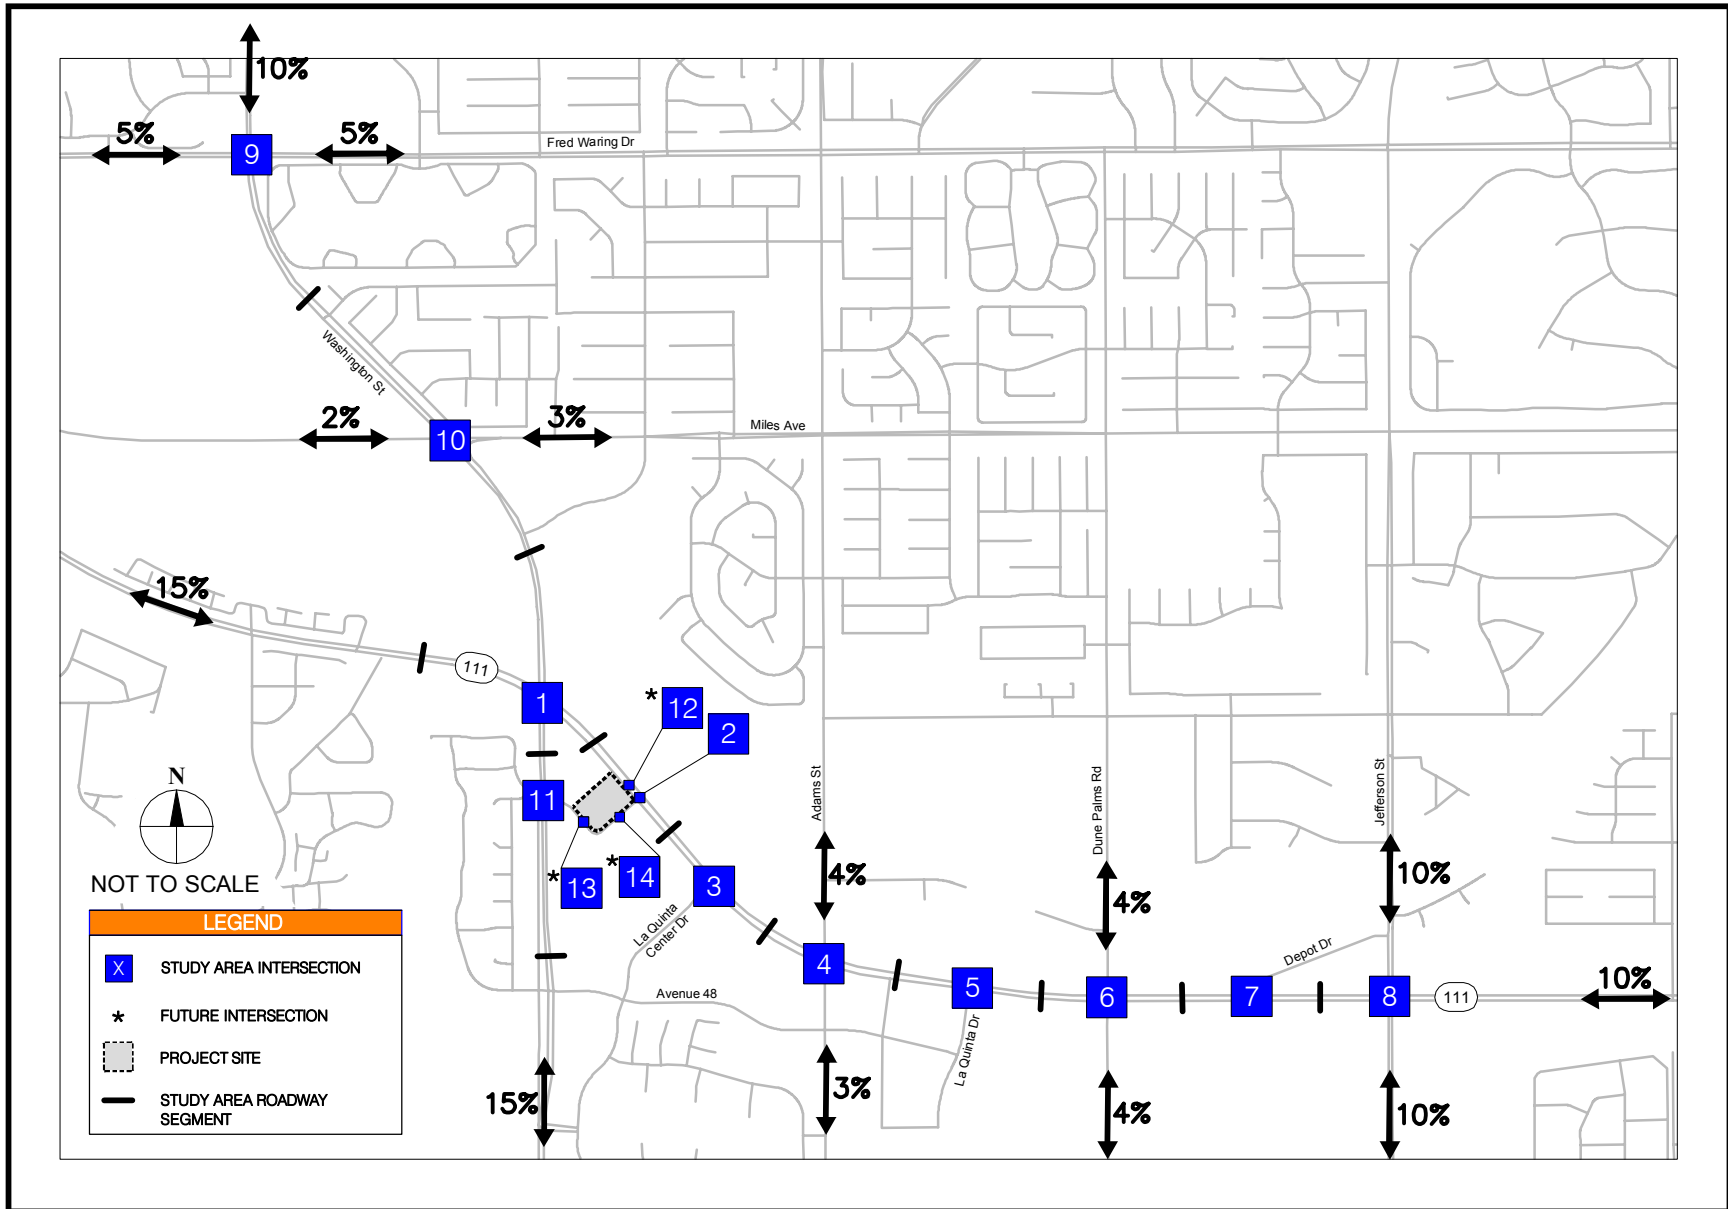 10%
5%
5%
9
Fred Waring Dr
Washington St
2%
3%
10
Miles Ave
15%
111
1
* 12
2
N
11
NOT TO SCALE
* 13
* 14
3
La Quinta
Center Dr
Adams St
4%
Dune Palms Rd
4%
Jefferson St
10%
Depot Dr
4
5
6
7
8
111
10%
Avenue 48
La Quinta Dr
15%
3%
4%
10%
LEGEND
X STUDY AREA INTERSECTION
* FUTURE INTERSECTION
PROJECT SITE
STUDY AREA ROADWAY
SEGMENT